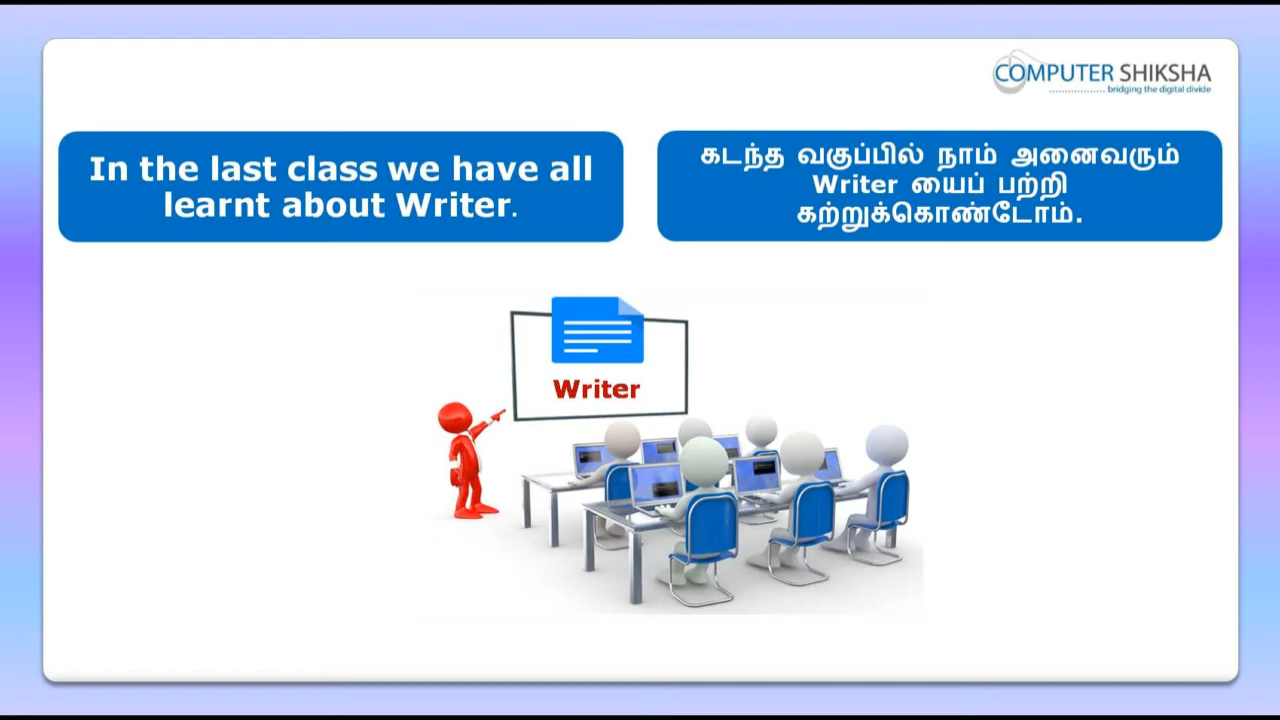 COMPUTER SHIKSHA
bridging the digital divide
In the last class we have all
learnt about Writer.
கடந்த வகுப்பில் நாம் அனைவரும்
Writer யைப் பற்றி
கற்றுக்கொண்டோம்.
Writer